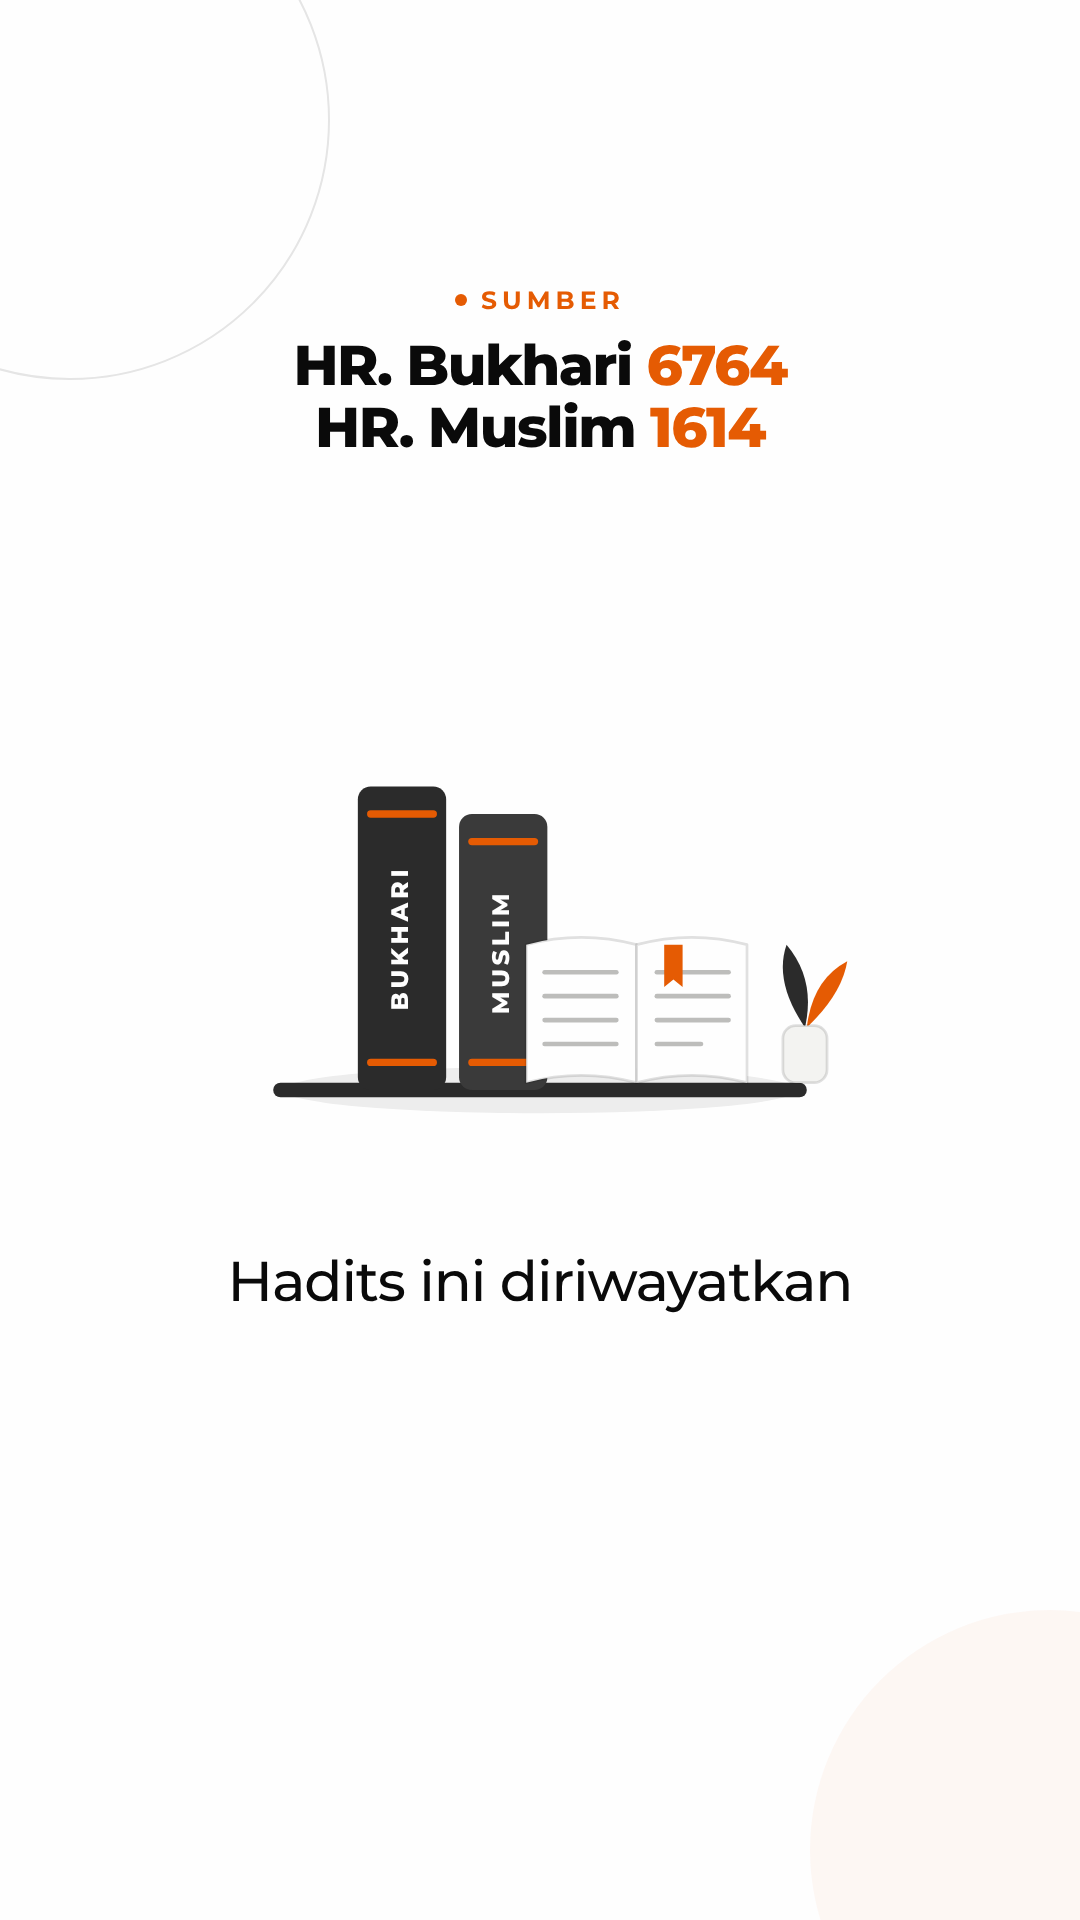 SUMBER
HR. Bukhari 6764
HR. Muslim 1614
BUKHARI
MUSLIM
Hadits ini diriwayatkan